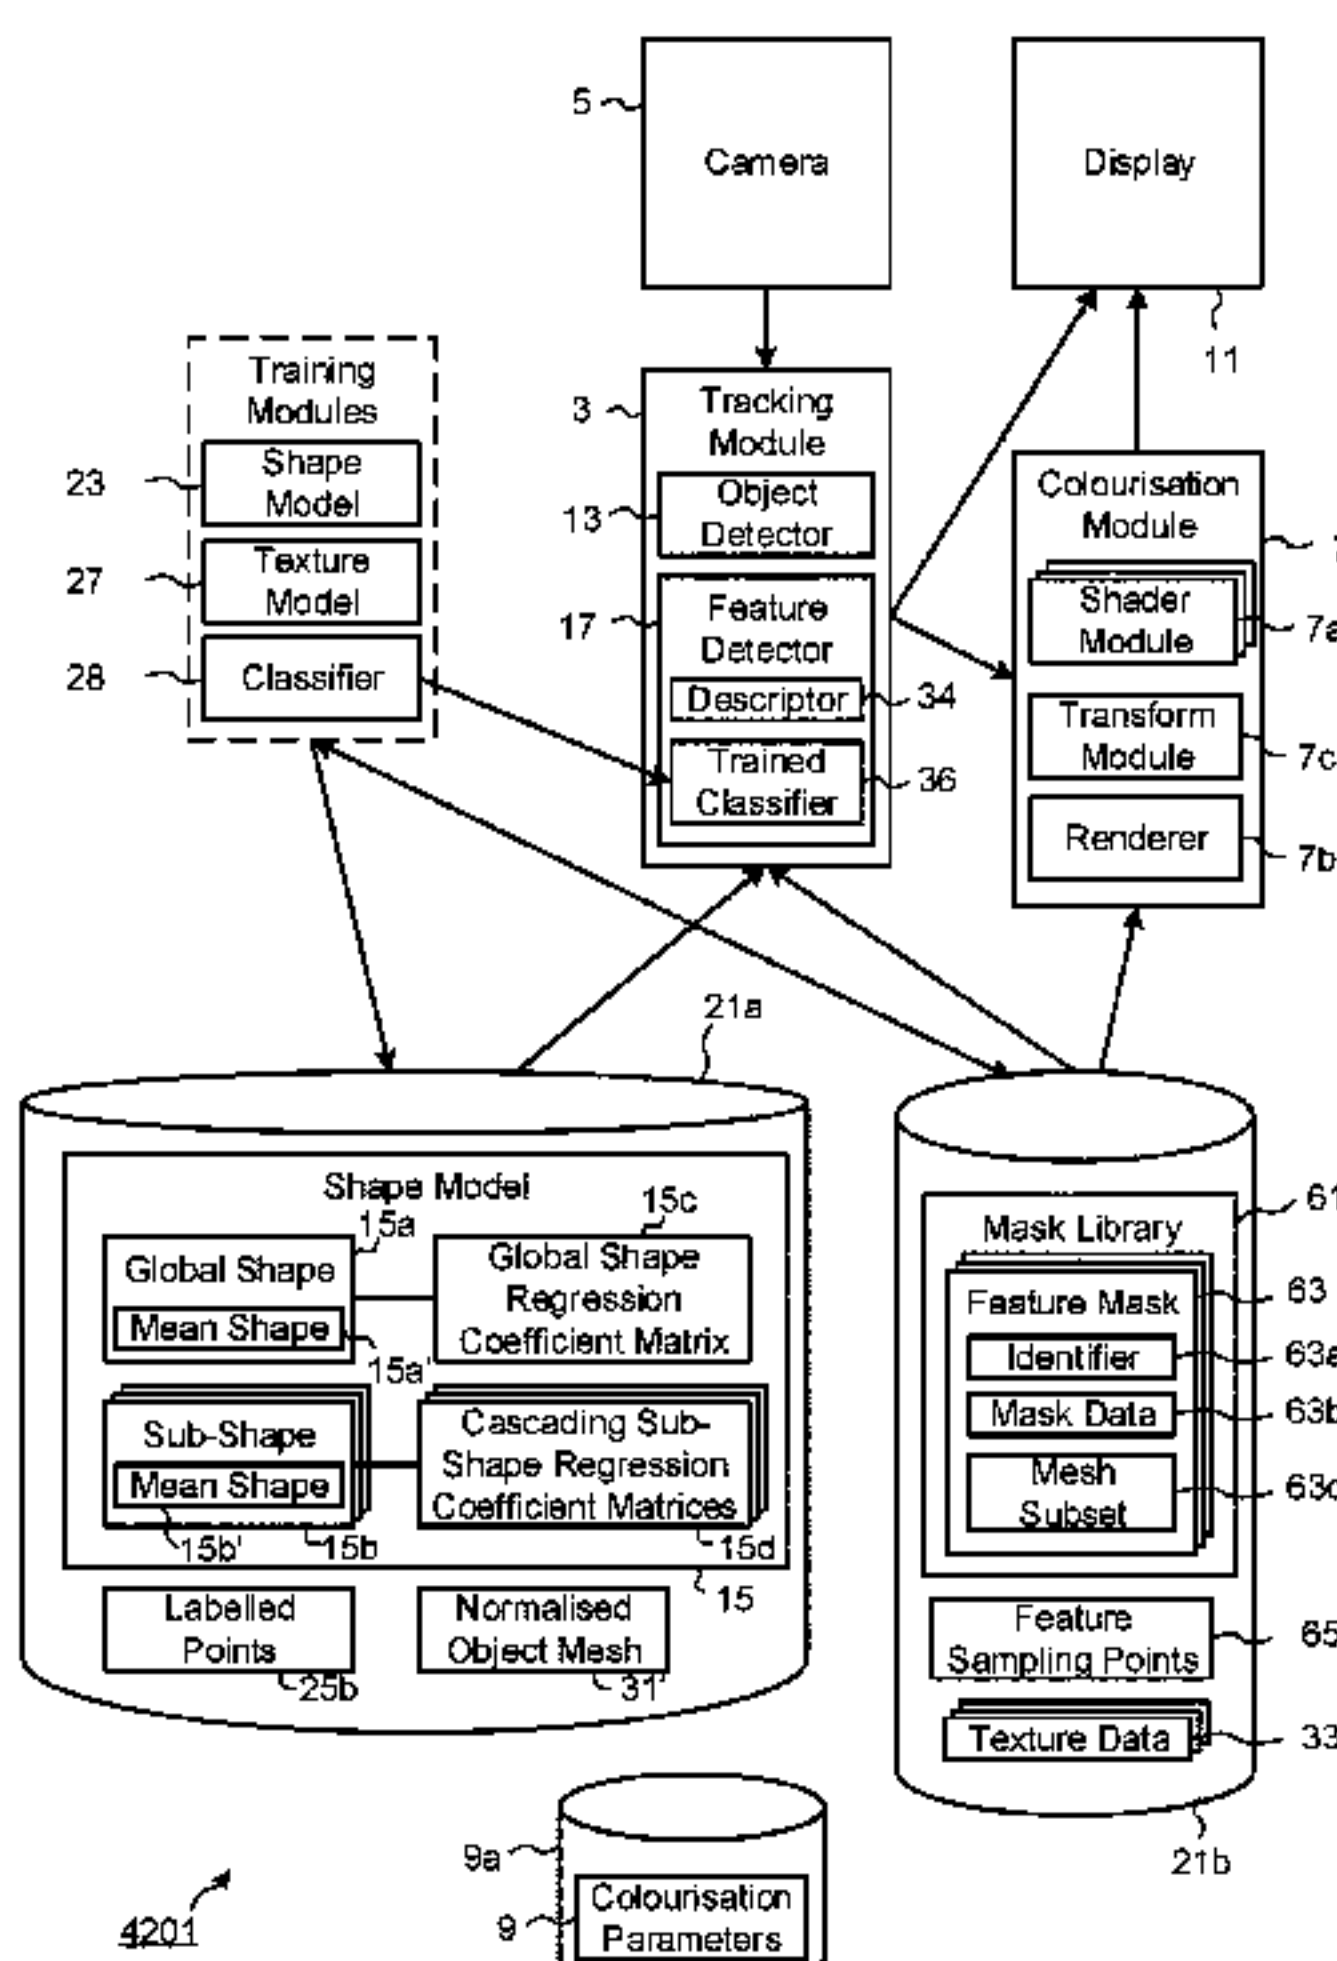 5
Camera
Display
11
Training
Modules
23
Shape
Model
27
Texture
Model
28
Classifier
3
Tracking
Module
13
Object
Detector
17
Feature
Detector
Descriptor
34
Trained
Classifier
36
Colourisation
Module
Shader
Module
7a
Transform
Module
7c
Renderer
7b
21a
Shape Model
15a
15c
Global Shape
Mean Shape
15a'
Global Shape
Regression
Coefficient Matrix
Sub-Shape
Mean Shape
15b'
15b
Cascading Sub-
Shape Regression
Coefficient Matrices
15d
15
Labelled
Points
25b
Normalised
Object Mesh
31'
61
Mask Library
Feature Mask
63
Identifier
63a
Mask Data
63b
Mesh
Subset
63c
Feature
Sampling Points
65
Texture Data
33
21b
9a
9
Colourisation
Parameters
4201